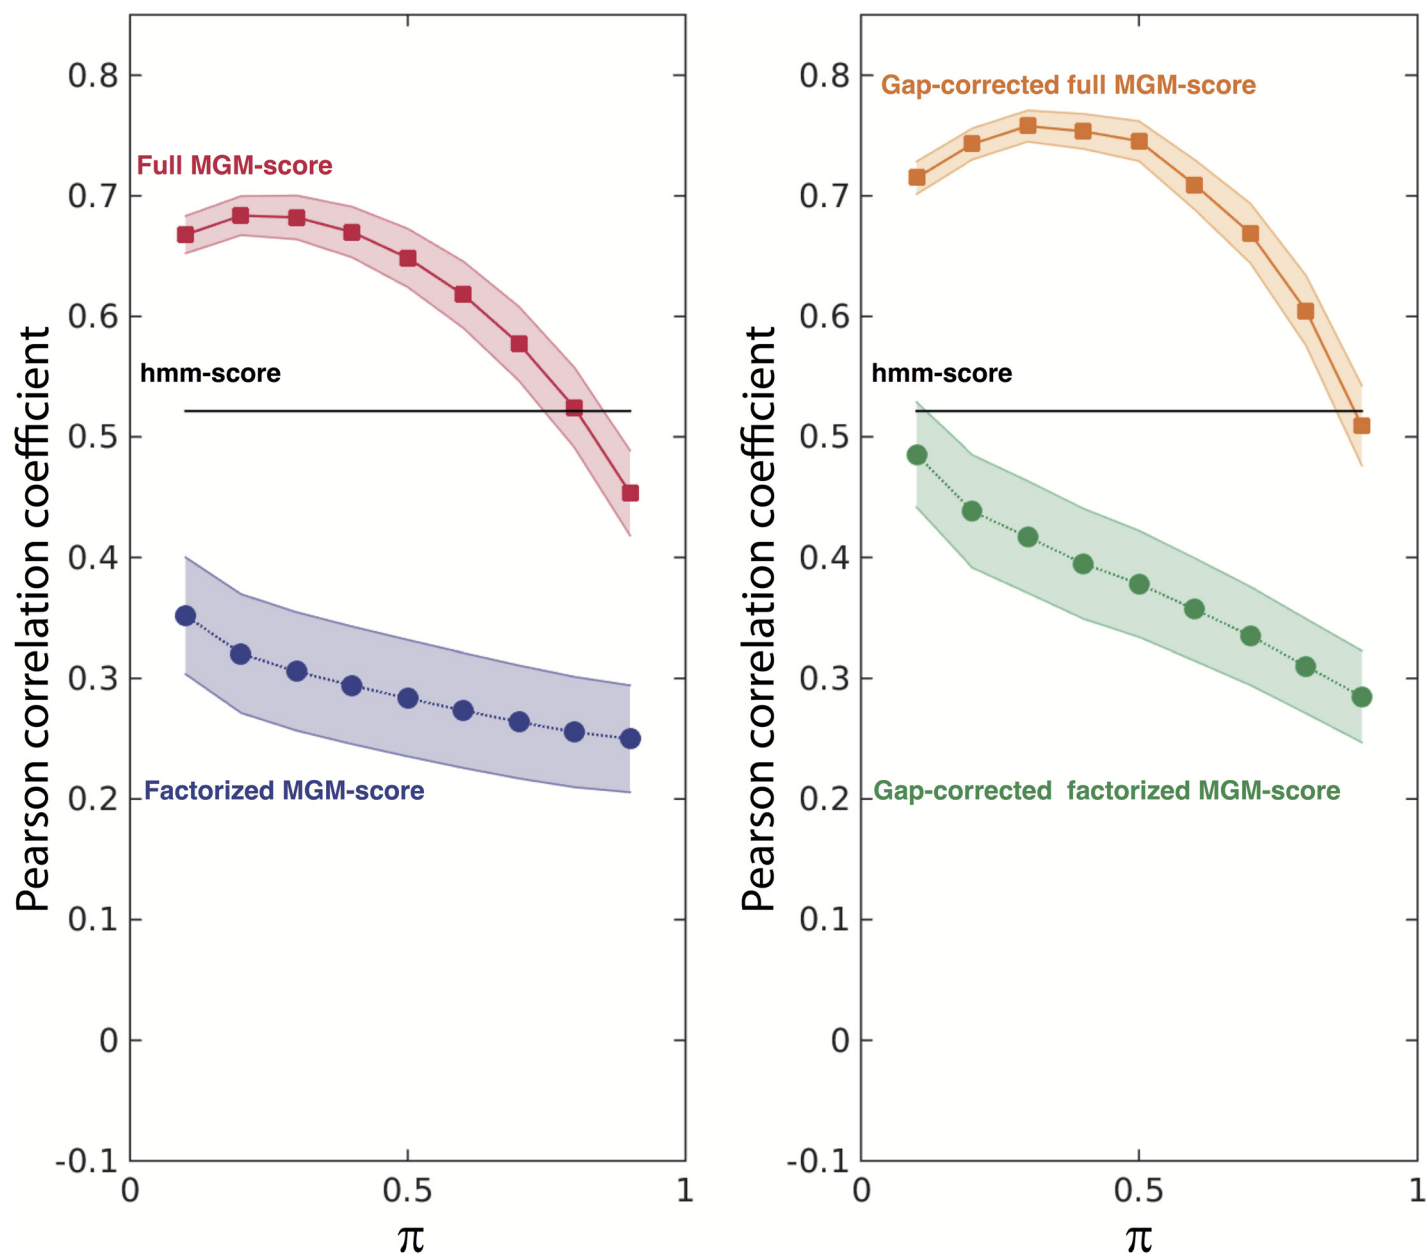 Pearson correlation coefficient
0.8
0.7
0.6
0.5
0.4
0.3
0.2
0.1
0
-0.1
Full MGM-score
hmm-score
Factorized MGM-score
0
0.5
1
π
Pearson correlation coefficient
0.8
0.7
0.6
0.5
0.4
0.3
0.2
0.1
0
-0.1
Gap-corrected full MGM-score
hmm-score
Gap-corrected factorized MGM-score
0
0.5
1
π